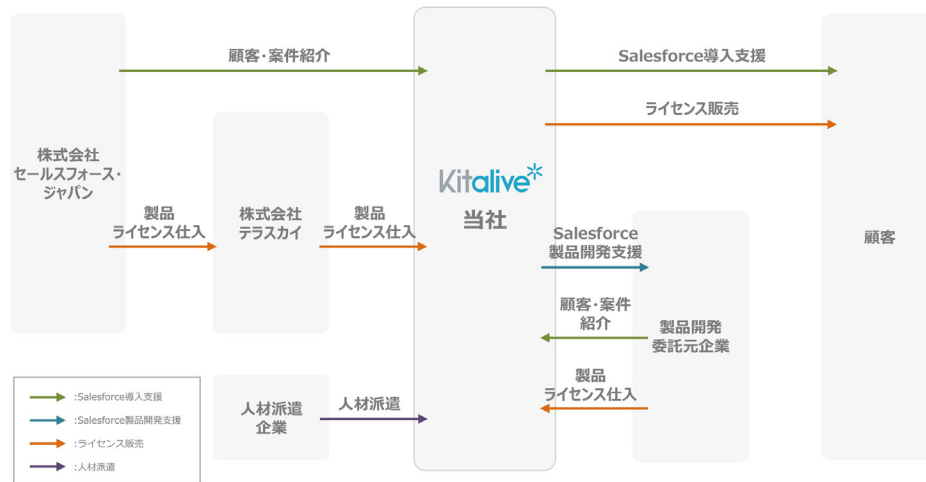 顧客・案件紹介
Salesforce導入支援
ライセンス販売
株式会社
セールスフォース・
ジャパン
製品
ライセンス仕入
株式会社
テラスカイ
製品
ライセンス仕入
Kitalive
当社
Salesforce
製品開発支援
顧客
顧客・案件
紹介
製品開発
委託元企業
製品
ライセンス仕入
人材派遣
企業
人材派遣
:Salesforce導入支援
:Salesforce製品開発支援
:ライセンス販売
:人材派遣